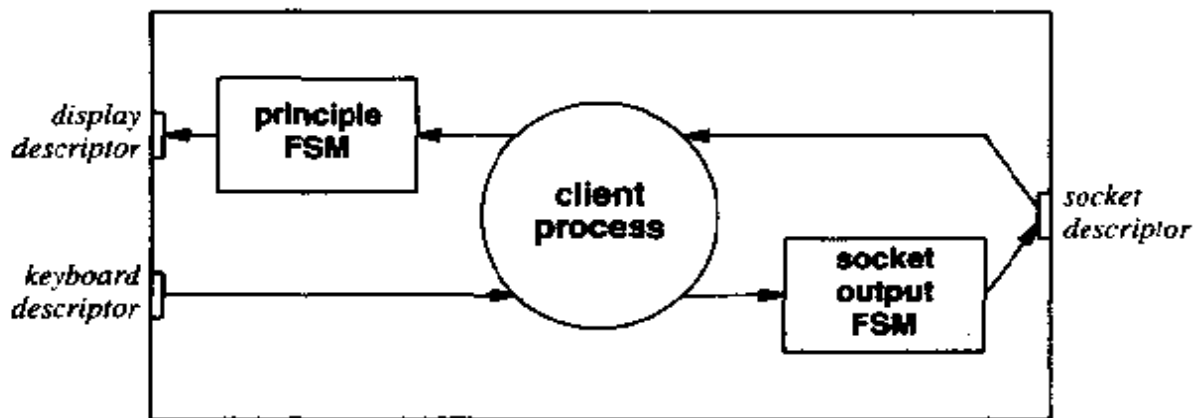 display
descriptor
principle
FSM
client
process
socket
descriptor
keyboard
descriptor
socket
output
FSM